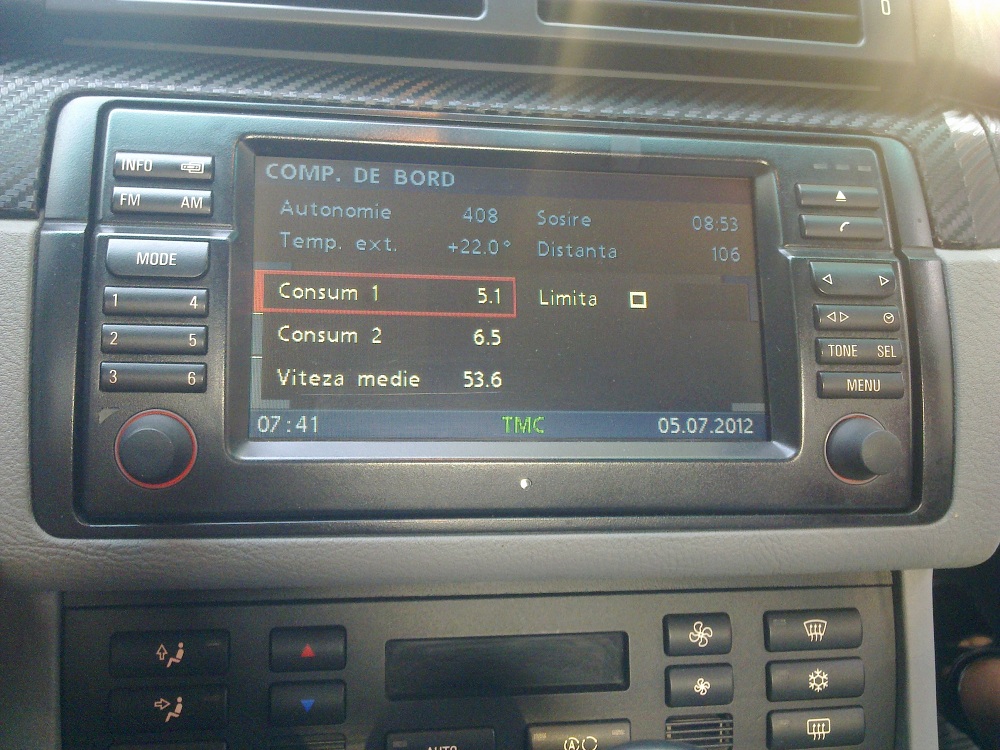 0
INFO
FM AM
MODE
1 4
2 5
3 6
COMP. DE BORD
Autonomie 408 Sosire 08:53
Temp. ext. +22.0° Distanta 106
Consum 1 5.1 Limita
Consum 2 6.5
Viteza medie 53.6
07:41 TMC 05.07.2012
TONE SEL
MENU
AUTO
A